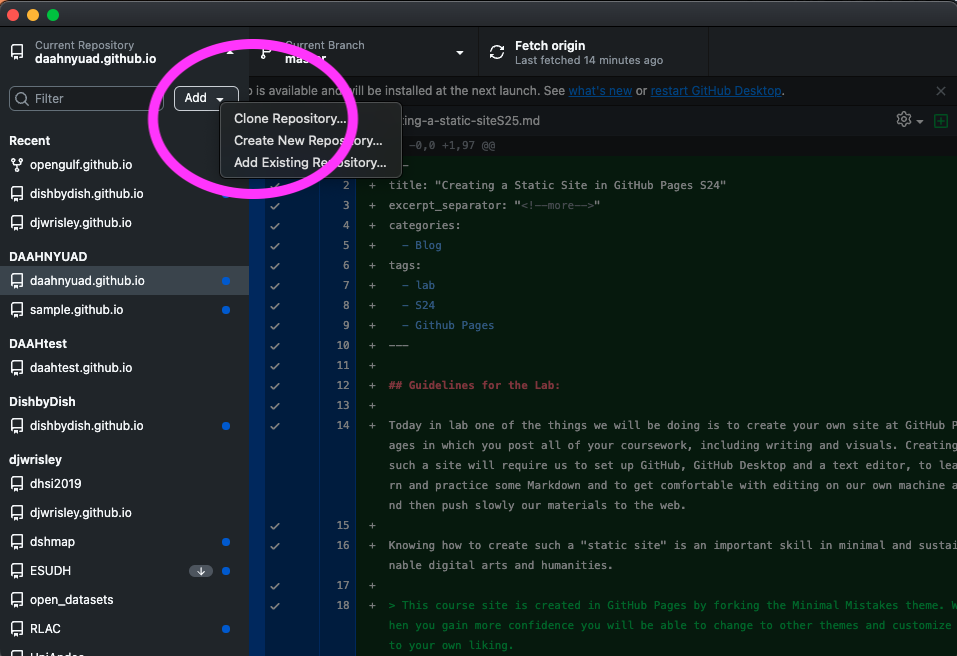 Current Repository
daahnyuad.github.io
Current Branch
master
Fetch origin
Last fetched 14 minutes ago
Filter
Add
is available and will be installed at the next launch. See what's new or restart GitHub Desktop.
Clone Repository...
Create New Repository...
Add Existing Repository...
ting-a-static-siteS25.md
-0,0 +1,97 @@
Recent
opengulf.github.io
dishbydish.github.io
djwrisley.github.io
DAAHNYUAD
daahnyuad.github.io
sample.github.io
DAAHtest
daahtest.github.io
DishbyDish
dishbydish.github.io
djwrisley
dhsi2019
djwrisley.github.io
dshmap
ESUDH
open_datasets
RLAC
UniAndes
2 + title: "Creating a Static Site in GitHub Pages S24"
3 + excerpt_separator: "<!--more-->"
4 + categories:
5 + - Blog
6 + tags:
7 + - lab
8 + - S24
9 + - Github Pages
10 + ---
11 +
12 + ## Guidelines for the Lab:
13 +
14 + Today in lab one of the things we will be doing is to create your own site at GitHub P
ages in which you post all of your coursework, including writing and visuals. Creating
such a site will require us to set up GitHub, GitHub Desktop and a text editor, to lea
rn and practice some Markdown and to get comfortable with editing on our own machine a
nd then push slowly our materials to the web.
15 +
16 + Knowing how to create such a "static site" is an important skill in minimal and sustai
nable digital arts and humanities.
17 +
18 + > This course site is created in GitHub Pages by forking the Minimal Mistakes theme. W
hen you gain more confidence you will be able to change to other themes and customize
to your own liking.